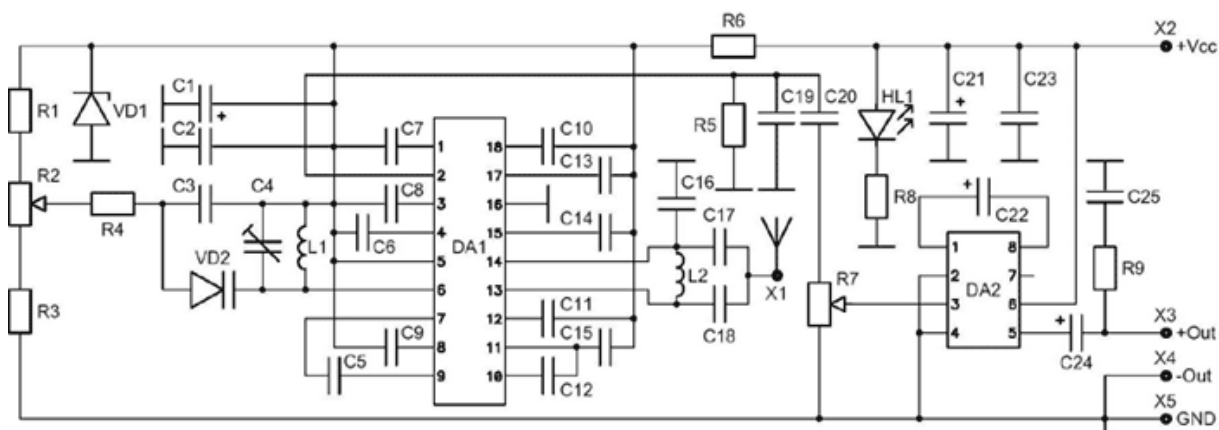 R6
X2
+Vcc
C1
+
C2
R1
VD1
C7
C10
C19
C20
HL1
C21
+
C23
R5
1
18
C13
2
17
R2
C3
C4
C8
C16
R4
3
16
C17
R8
+
C22
C25
C6
C14
4
15
L1
DA1
5
14
VD2
L2
X1
R7
1
8
2
7
DA2
R9
6
13
3
6
R3
C18
7
12
C11
4
5
+
C24
X3
+Out
C9
C15
8
11
C5
9
10
C12
X4
-Out
X5
GND